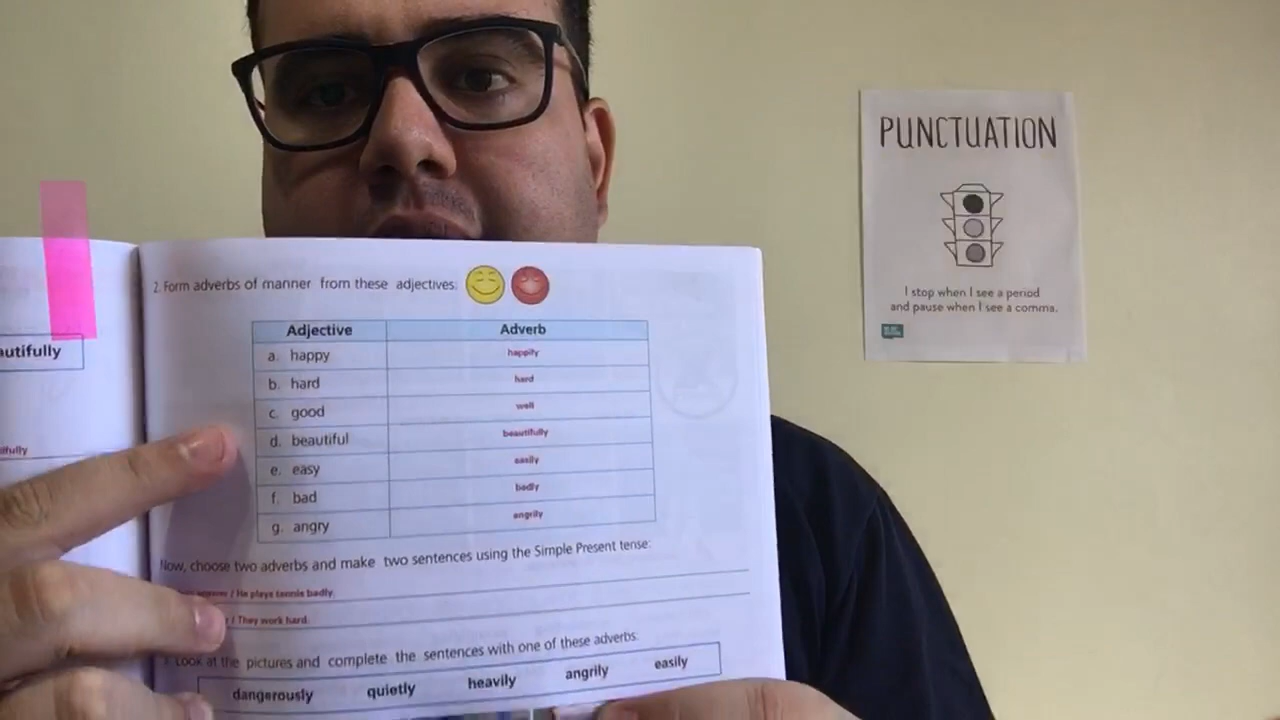 autifully
ifully
2. Form adverbs of manner from these adjectives:
Adjective Adverb
a. happy happily
b. hard hard
c. good well
d. beautiful beautifully
e. easy easily
f. bad badly
g. angry angrily
Now, choose two adverbs and make two sentences using the Simple Present tense:
/ He plays tennis badly.
/ They work hard.
Look at the pictures and complete the sentences with one of these adverbs:
dangerously quietly heavily angrily easily
PUNCTUATION
I stop when I see a period
and pause when I see a comma.